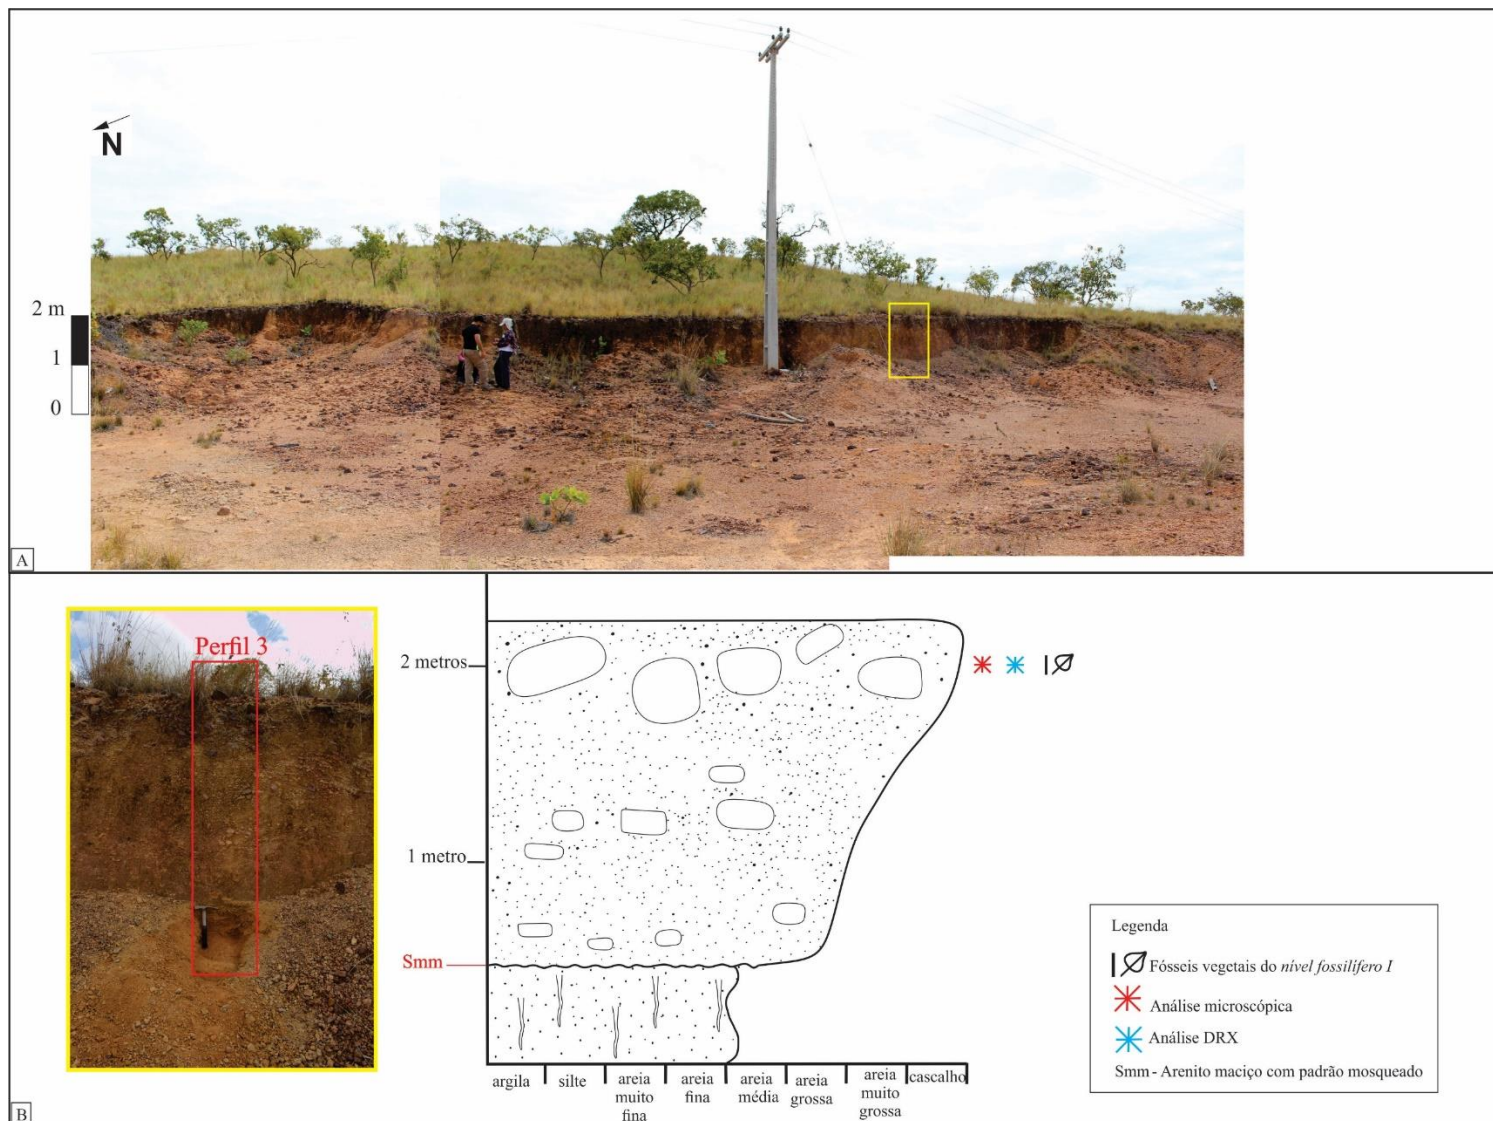 N
2 m
1
0
A
Perfil 3
2 metros
1 metro
Smm
argila
silte
areia
muito
fina
areia
fina
areia
média
areia
grossa
areia
muito
grossa
cascalho
Legenda
Fósseis vegetais do nível fossilífero I
Análise microscópica
Análise DRX
Smm - Arenito maciço com padrão mosqueado
B